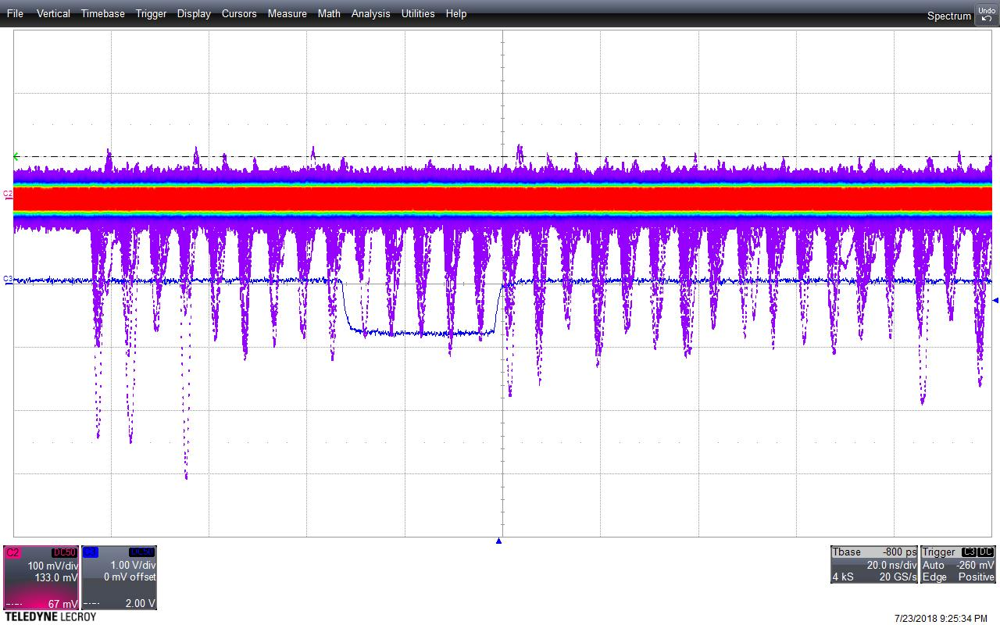 File Vertical Timebase Trigger Display Cursors Measure Math Analysis Utilities Help
Spectrum Undo
C2
C3
C2 DC50
100 mV/div
133.0 mV
67 mV
C3 DC50
1.00 V/div
0 mV offset
2.00 V
Tbase -800 ps
20.0 ns/div
4 kS 20 GS/s
Trigger C3 DC
Auto -260 mV
Edge Positive
TELEDYNE LECROY
7/23/2018 9:25:34 PM